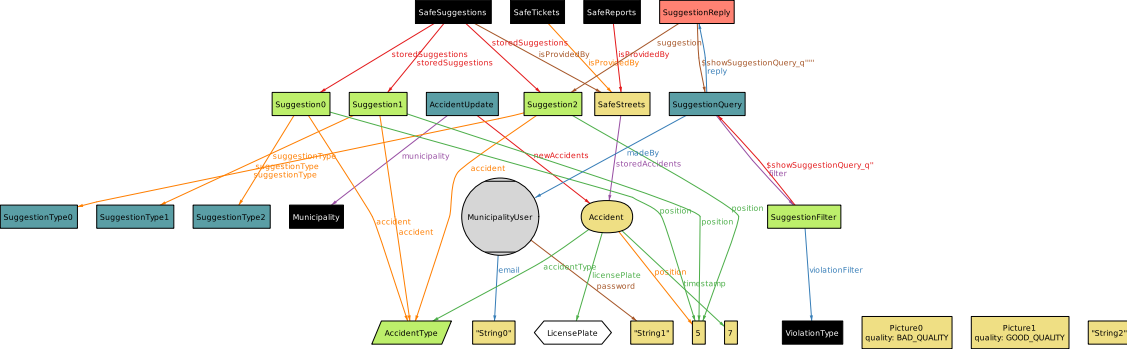 SafeSuggestions
SafeTickets
SafeReports
SuggestionReply
storedSuggestions
suggestion
storedSuggestions
isProvidedBy
isProvidedBy
storedSuggestions
isProvidedBy
$showSuggestionQuery_q"""
reply
Suggestion0
Suggestion1
AccidentUpdate
Suggestion2
SafeStreets
SuggestionQuery
suggestionType
municipality
newAccidents
madeBy
storedAccidents
$showSuggestionQuery_q"
filter
suggestionType
suggestionType
accident
SuggestionType0
SuggestionType1
SuggestionType2
Municipality
MunicipalityUser
Accident
SuggestionFilter
position
position
position
accident
accident
email
accidentType
licensePlate
password
position
timestamp
violationFilter
AccidentType
"String0"
LicensePlate
"String1"
5
7
ViolationType
Picture0
quality: BAD_QUALITY
Picture1
quality: GOOD_QUALITY
"String2"